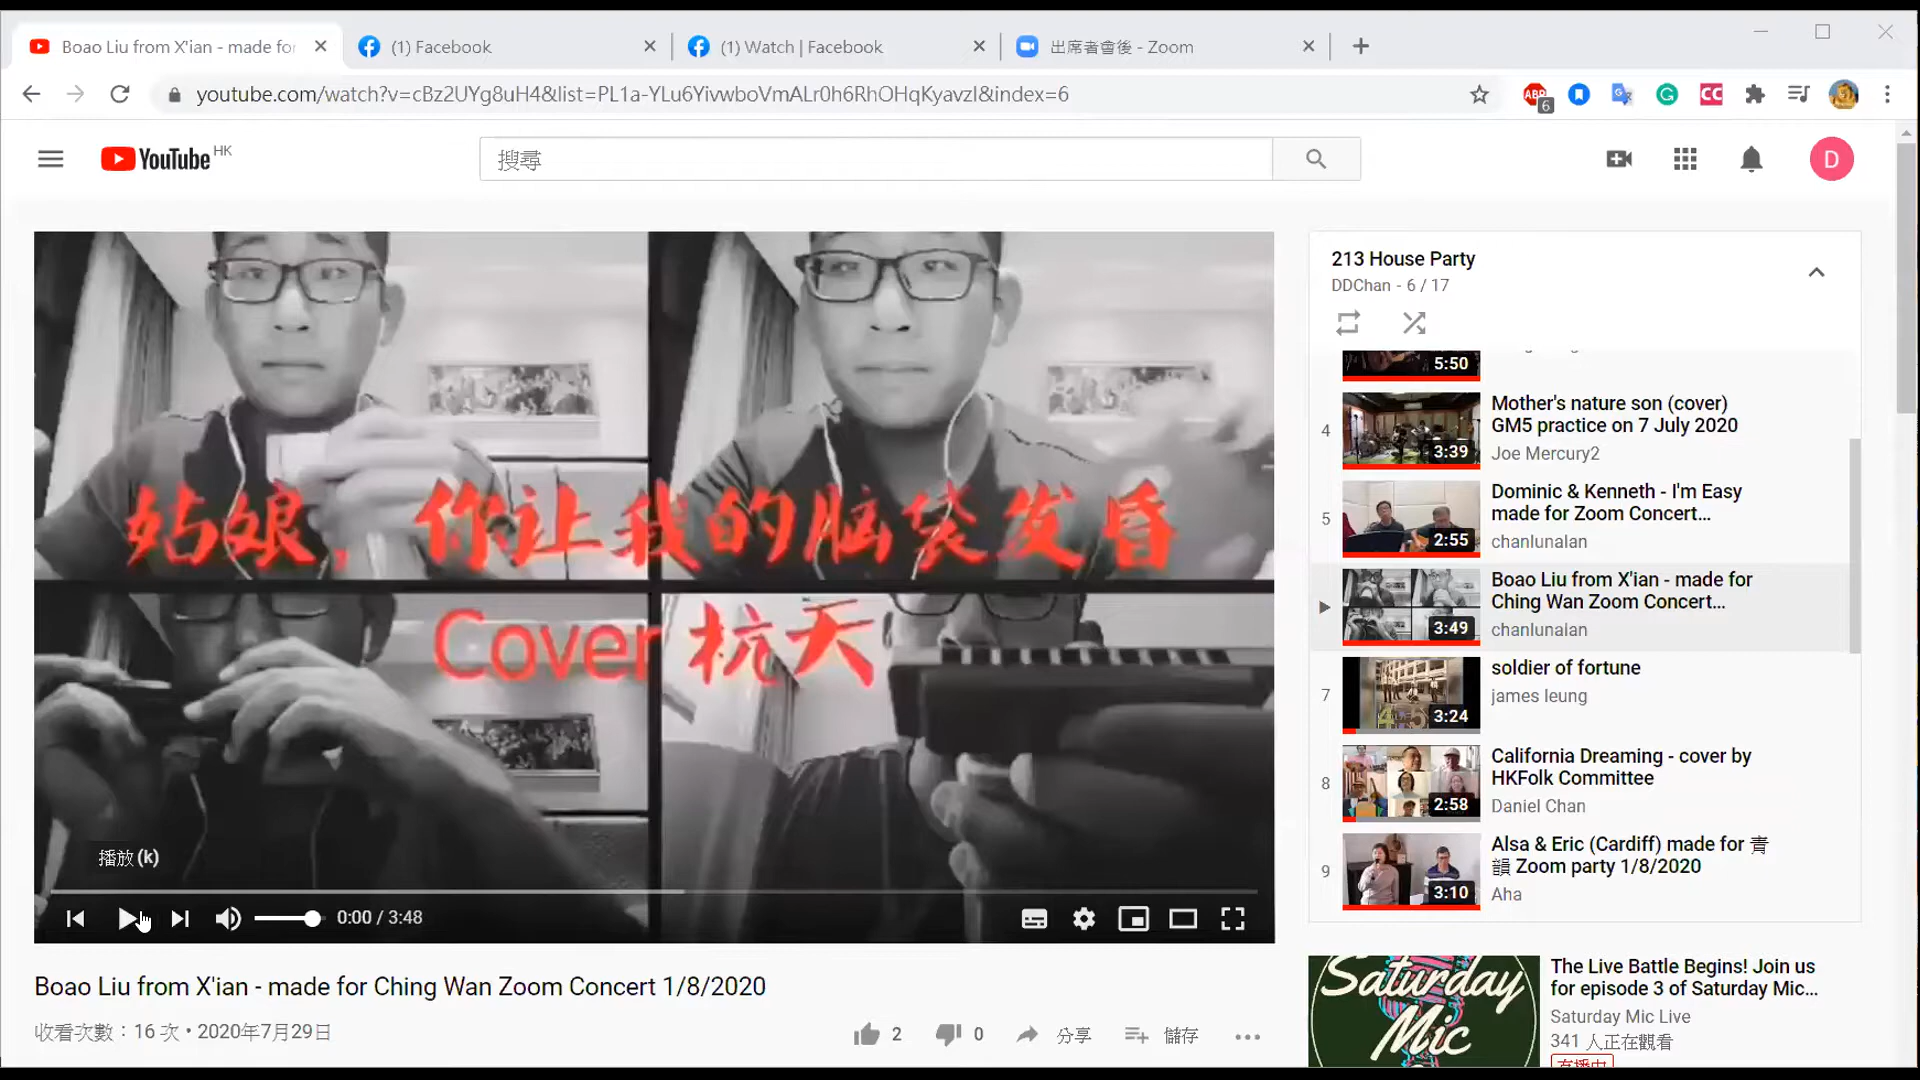 Boao Liu from X'ian - made for
(1) Facebook
(1) Watch | Facebook
出席者會後 - Zoom
youtube.com/watch?v=cBz2UYg8uH4&list=PL1a-YLu6YivwboVmALr0h6RhOHqKyavzI&index=6
ABP
6
CC
YouTube HK
搜尋
D
姑娘，你让我的脑袋发昏
Cover 杭天
播放 (k)
0:00 / 3:48
Boao Liu from X'ian - made for Ching Wan Zoom Concert 1/8/2020
收看次數：16 次 • 2020年7月29日
2
0
分享
儲存
213 House Party
DDChan - 6 / 17
5:50
4
3:39
Mother's nature son (cover)
GM5 practice on 7 July 2020
Joe Mercury2
5
2:55
Dominic & Kenneth - I'm Easy
made for Zoom Concert...
chanlunalan
3:49
Boao Liu from X'ian - made for
Ching Wan Zoom Concert...
chanlunalan
7
3:24
soldier of fortune
james leung
8
2:58
California Dreaming - cover by
HKFolk Committee
Daniel Chan
9
3:10
Alsa & Eric (Cardiff) made for 青
韻 Zoom party 1/8/2020
Aha
Saturday
Mic
The Live Battle Begins! Join us
for episode 3 of Saturday Mic...
Saturday Mic Live
341 人正在觀看